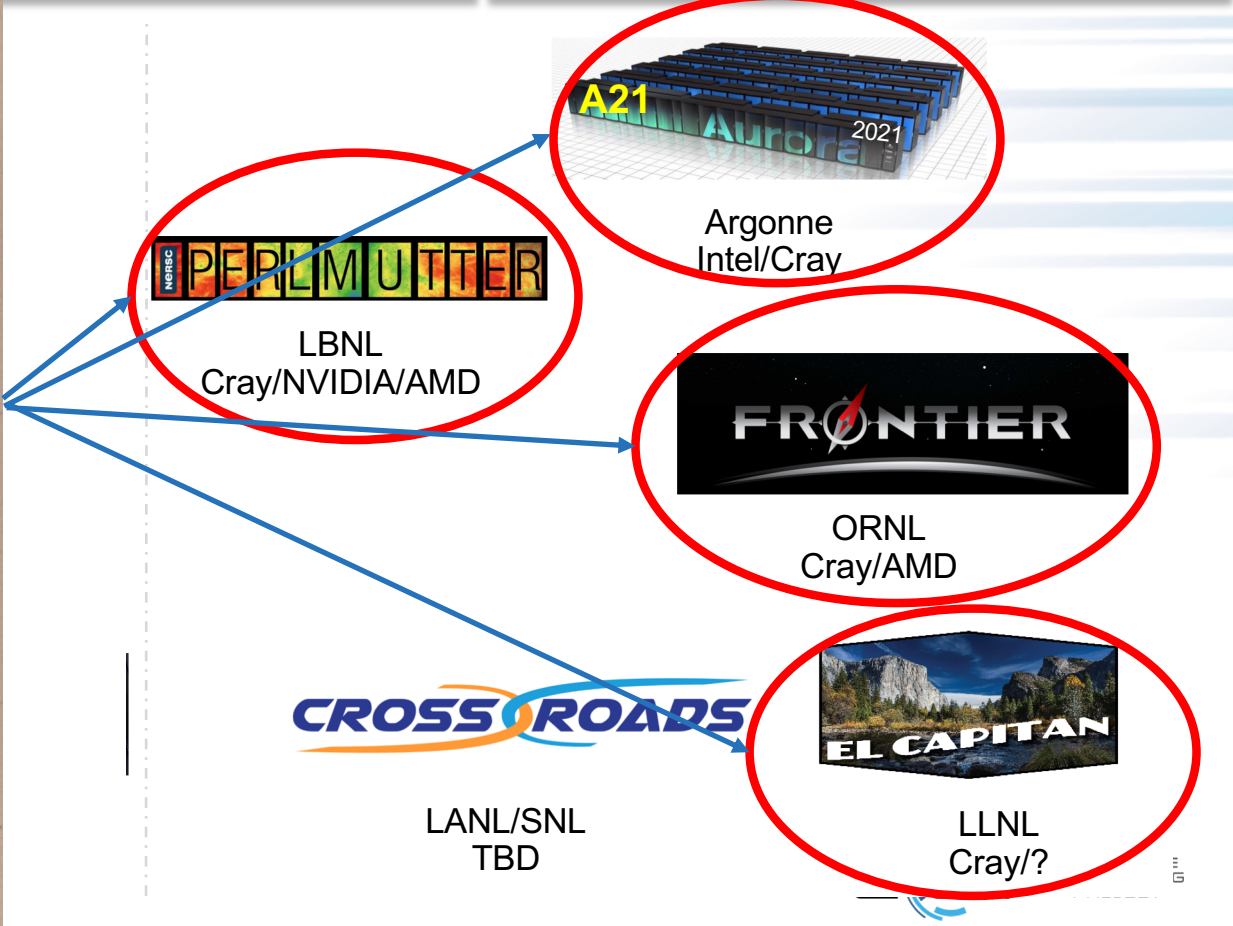 A21
Aurora
2021
Argonne
Intel/Cray
NERSC
PERLMUTTER
LBNL
Cray/NVIDIA/AMD
FRONTIER
ORNL
Cray/AMD
CROSSROADS
LANL/SNL
TBD
EL CAPITAN
LLNL
Cray/?